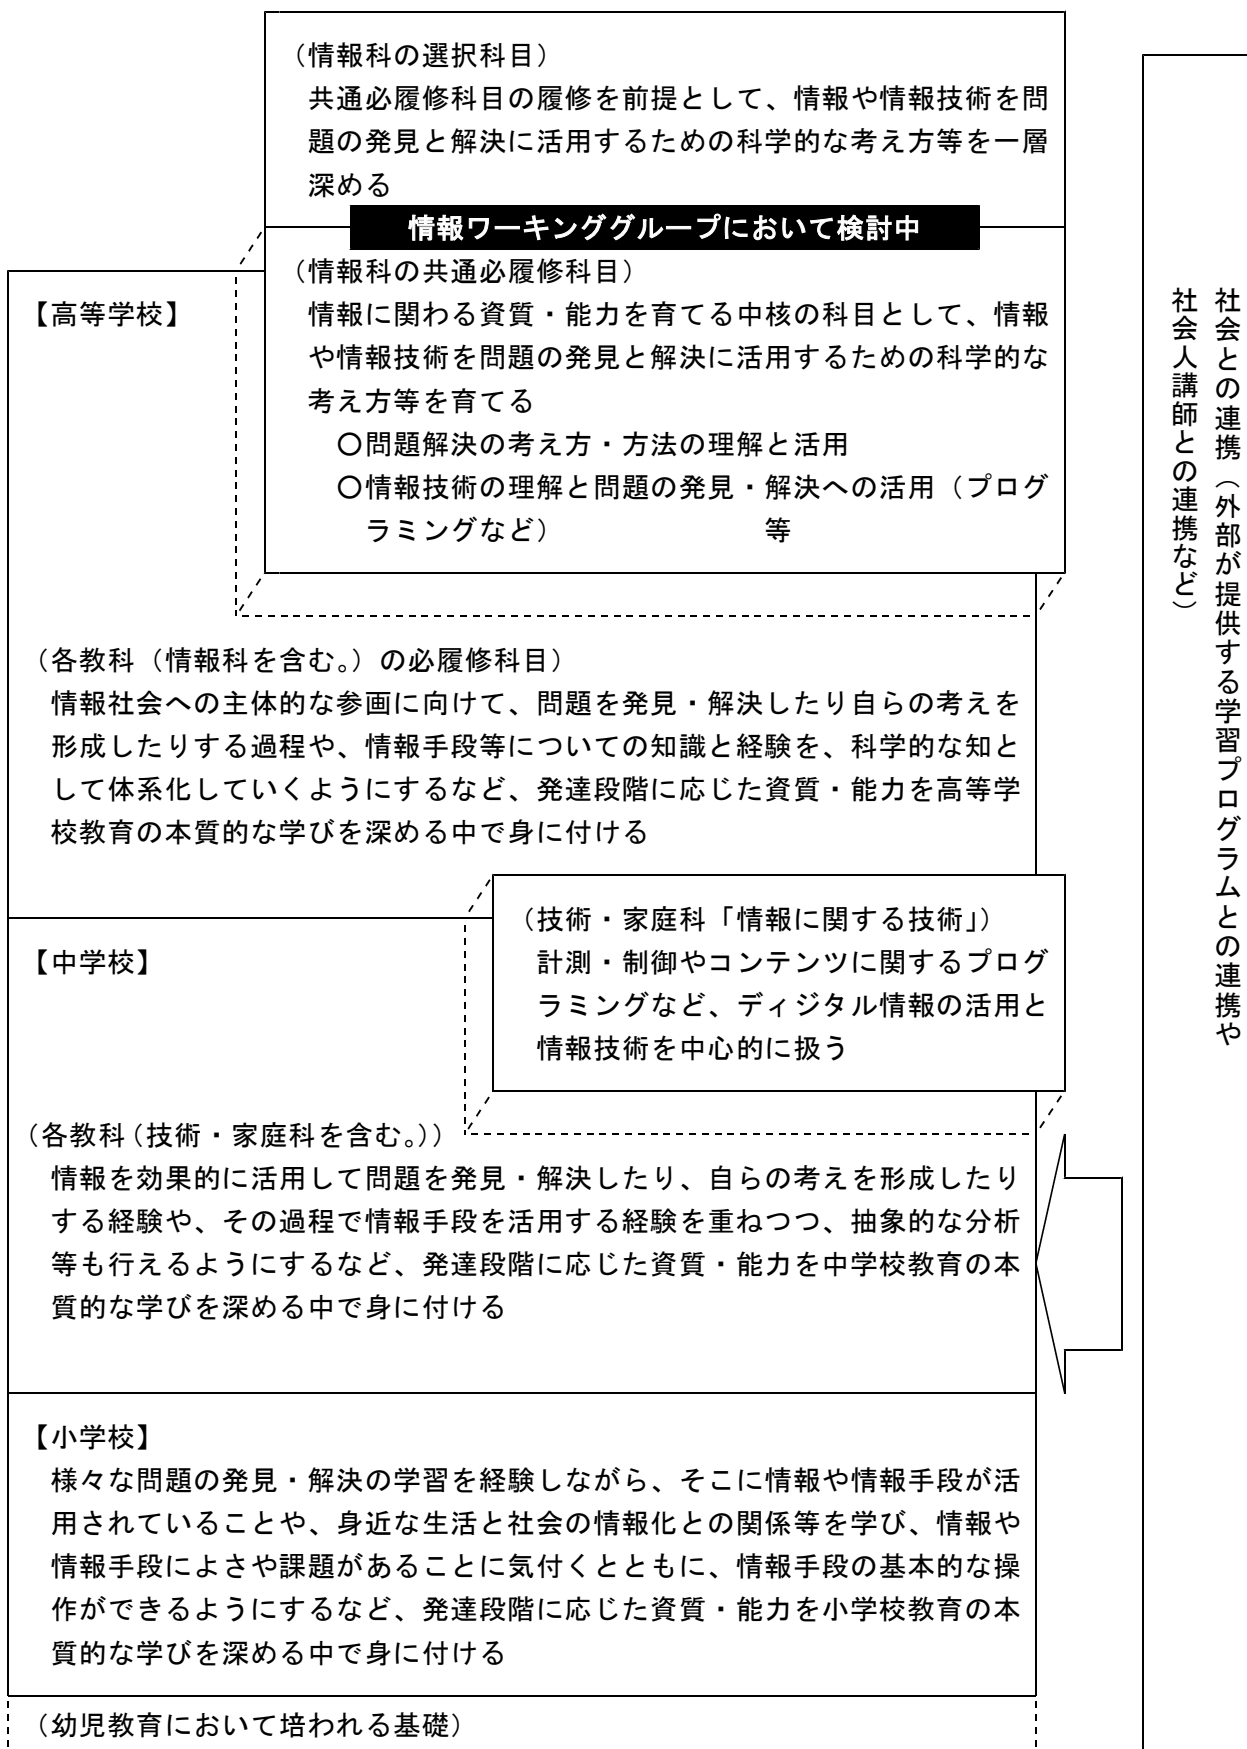 （情報科の選択科目）
共通必履修科目の履修を前提として、情報や情報技術を問
題の発見と解決に活用するための科学的な考え方等を一層
深める
情報ワーキンググループにおいて検討中
（情報科の共通必履修科目）
【高等学校】
情報に関わる資質・能力を育てる中核の科目として、情報
や情報技術を問題の発見と解決に活用するための科学的な
考え方等を育てる
〇問題解決の考え方・方法の理解と活用
〇情報技術の理解と問題の発見・解決への活用（プログ
ラミングなど）　　　　　　　等
（各教科（情報科を含む。）の必履修科目）
情報社会への主体的な参画に向けて、問題を発見・解決したり自らの考えを
形成したりする過程や、情報手段等についての知識と経験を、科学的な知と
して体系化していくようにするなど、発達段階に応じた資質・能力を高等学
校教育の本質的な学びを深める中で身に付ける
（技術・家庭科「情報に関する技術」）
【中学校】
計測・制御やコンテンツに関するプログ
ラミングなど、ディジタル情報の活用と
情報技術を中心的に扱う
（各教科（技術・家庭科を含む。））
情報を効果的に活用して問題を発見・解決したり、自らの考えを形成したり
する経験や、その過程で情報手段を活用する経験を重ねつつ、抽象的な分析
等も行えるようにするなど、発達段階に応じた資質・能力を中学校教育の本
質的な学びを深める中で身に付ける
【小学校】
様々な問題の発見・解決の学習を経験しながら、そこに情報や情報手段が活
用されていることや、身近な生活と社会の情報化との関係等を学び、情報や
情報手段によさや課題があることに気付くとともに、情報手段の基本的な操
作ができるようにするなど、発達段階に応じた資質・能力を小学校教育の本
質的な学びを深める中で身に付ける
（幼児教育において培われる基礎）
社会との連携（外部が提供する学習プログラムとの連携や
社会人講師との連携など）